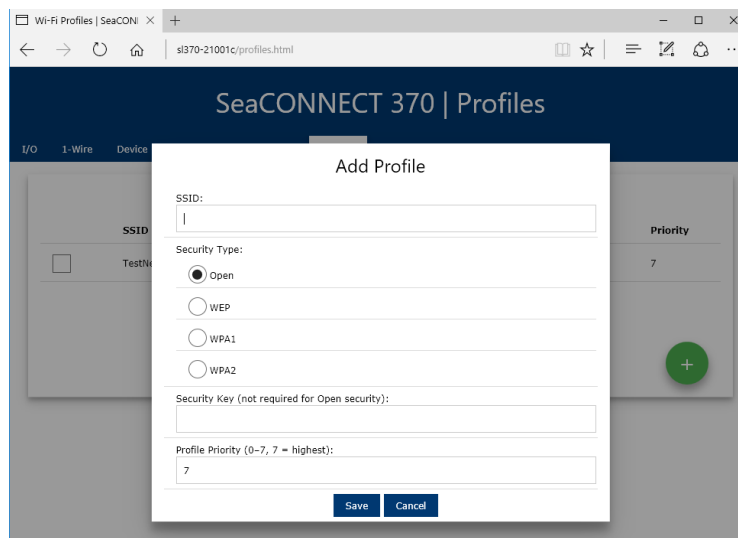 Wi-Fi Profiles | SeaCONI
sl370-21001c/profiles.html
SeaCONNECT 370 | Profiles
I/O 1-Wire Device
Add Profile
SSID:
SSID Priority
Security Type:
TestNe 7
Open
WEP
WPA1
WPA2
Security Key (not required for Open security):
Profile Priority (0–7, 7 = highest):
7
Save Cancel